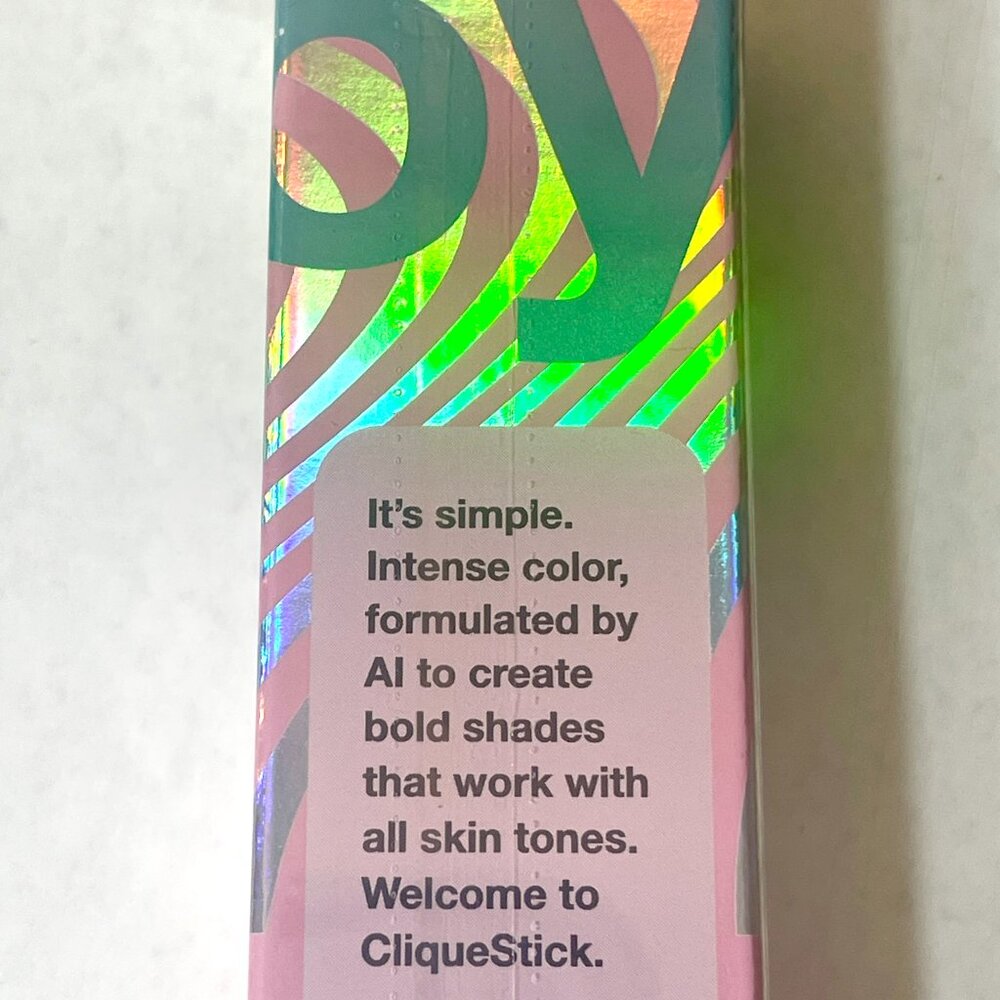 oy
It's simple.
Intense color,
formulated by
AI to create
bold shades
that work with
all skin tones.
Welcome to
CliqueStick.